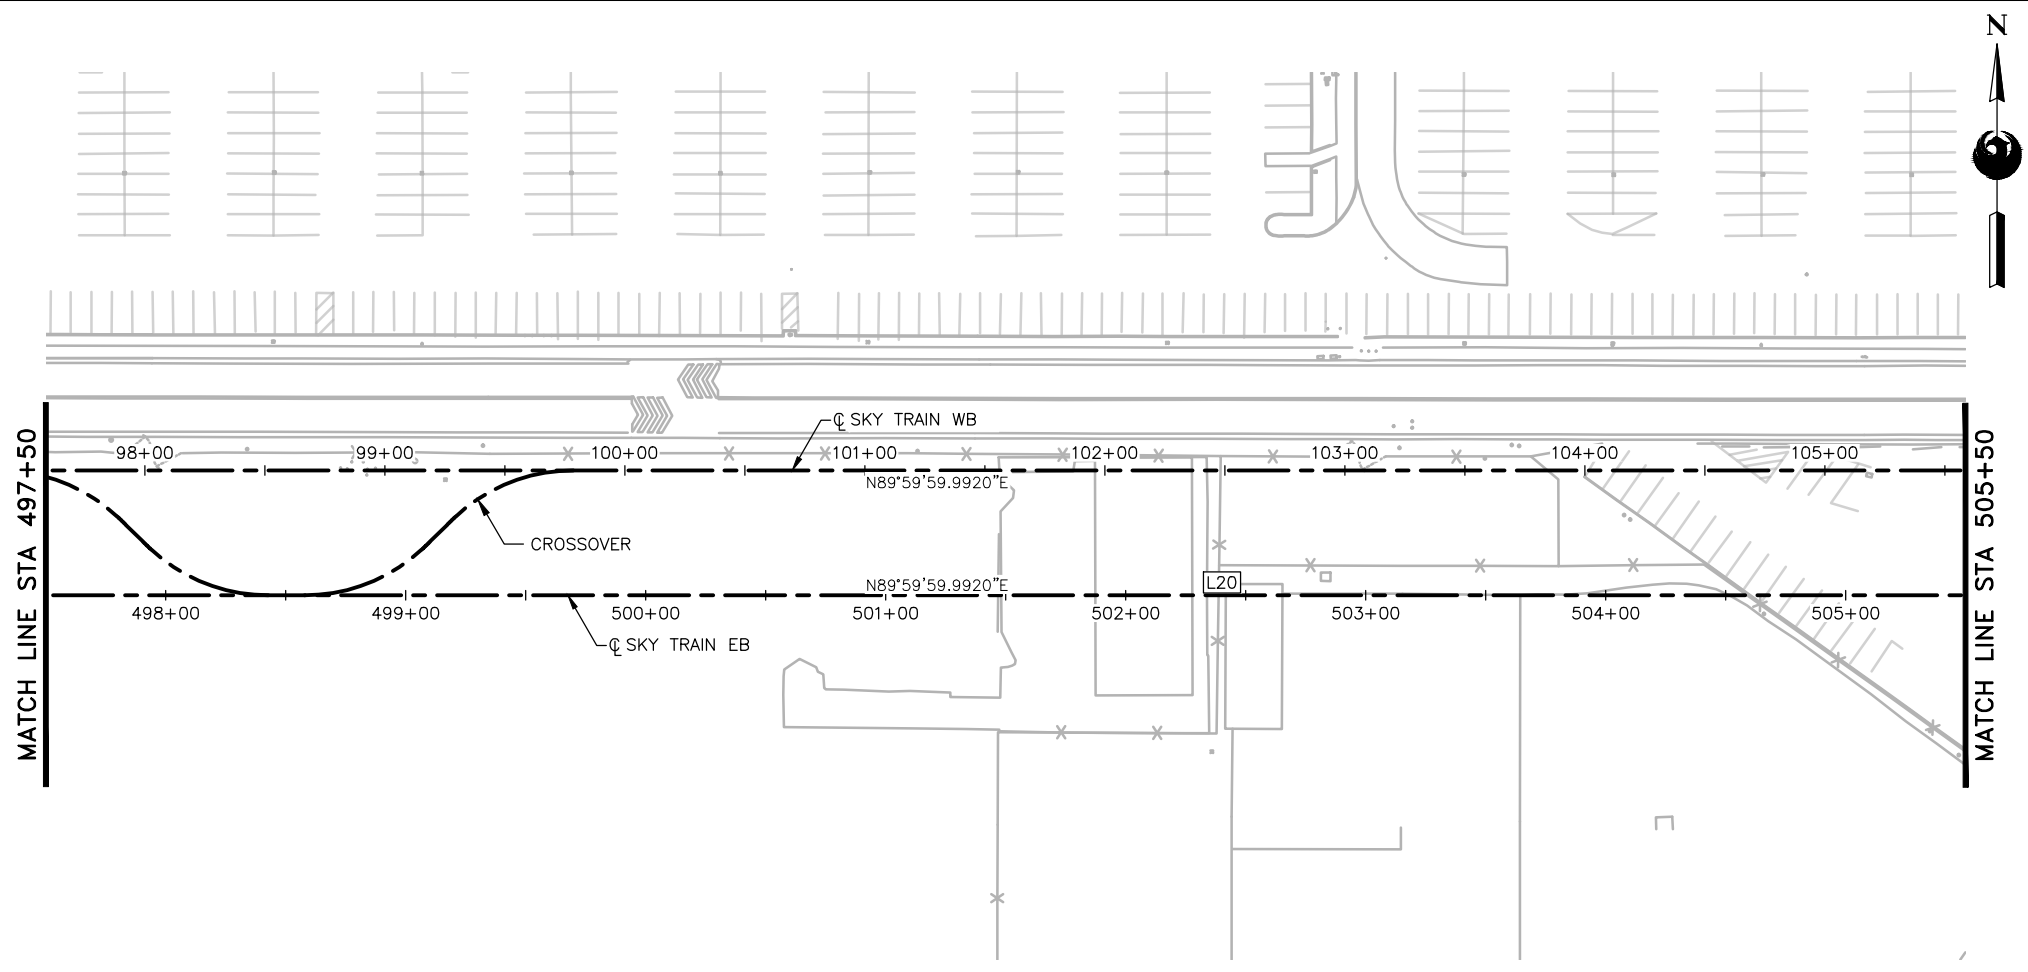 N
℄ SKY TRAIN WB
98+00 99+00 100+00 101+00 102+00 103+00 104+00 105+00
N89°59'59.9920"E
CROSSOVER
N89°59'59.9920"E
L20
498+00 499+00 500+00 501+00 502+00 503+00 504+00 505+00
℄ SKY TRAIN EB
MATCH LINE STA 497+50
MATCH LINE STA 505+50